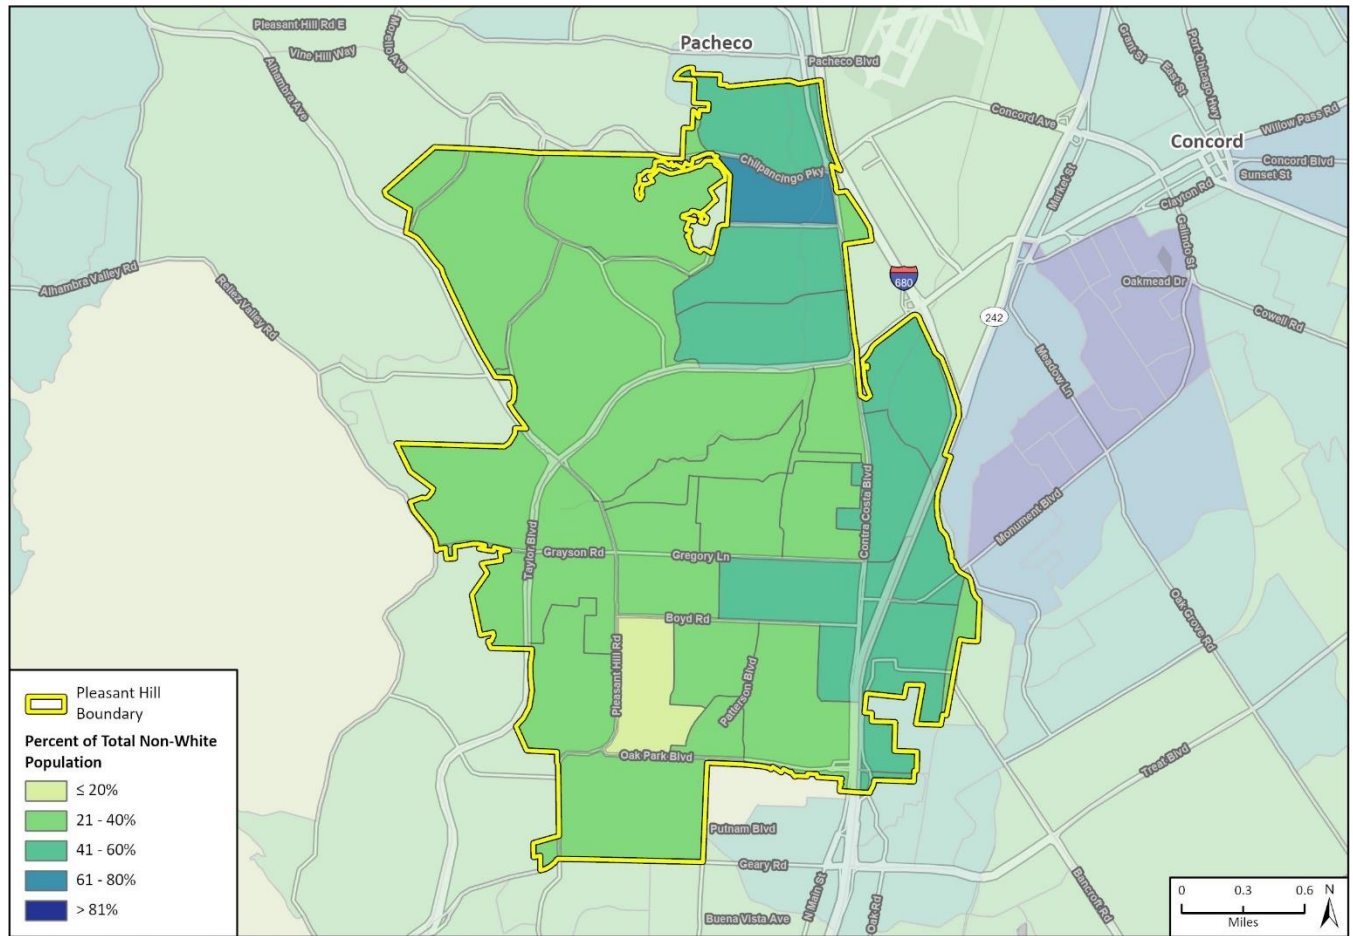 Pleasant Hill Rd E
Vine Hill Way
Morello Ave
Alhambra Ave
Pacheco
Pacheco Blvd
Grant St
East St
Port Chicago Hwy
Willow Pass Rd
Concord Ave
Concord
Concord Blvd
Sunset St
Market St
Clayton Rd
Galindo St
Chilpancingo Pky
Alhambra Valley Rd
Reliez Valley Rd
680
242
Oakmead Dr
Cowell Rd
Meadow Ln
Contra Costa Blvd
Monument Blvd
Taylor Blvd
Grayson Rd
Gregory Ln
Boyd Rd
Pleasant Hill Rd
Patterson Blvd
Oak Grove Rd
Oak Park Blvd
Treat Blvd
Putnam Blvd
Geary Rd
N Main St
Oak Rd
Bancroft Rd
Buena Vista Ave
Pleasant Hill
Boundary
Percent of Total Non-White
Population
≤ 20%
21 - 40%
41 - 60%
61 - 80%
> 81%
0 0.3 0.6
Miles
N